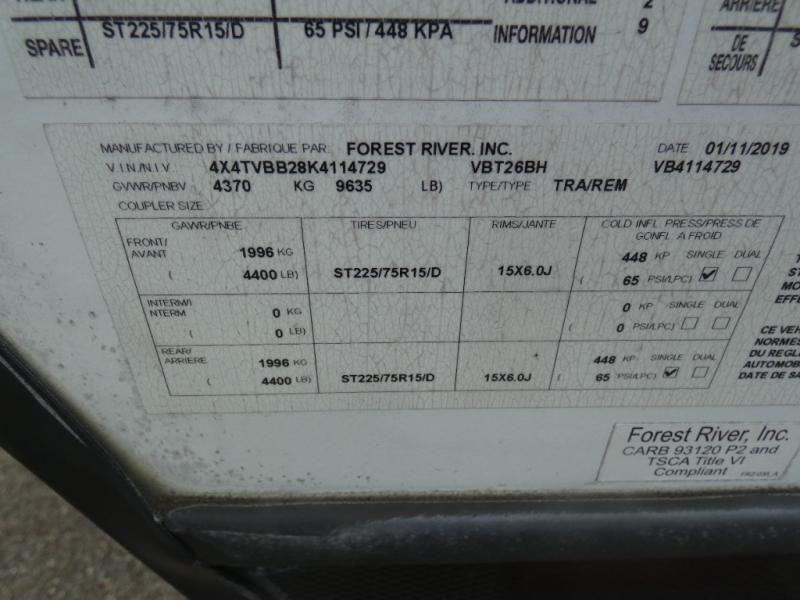 ADDITIONAL 2
ARRIÈRE
SPARE ST225/75R15/D 65 PSI / 448 KPA INFORMATION 9
DE
SECOURS
MANUFACTURED BY / FABRIQUE PAR: FOREST RIVER, INC. DATE 01/11/2019
V I N./N I V 4X4TVBB28K4114729 VBT26BH VB4114729
GVWR/PNBV 4370 KG 9635 LB) TYPE/TYPE TRA/REM
COUPLER SIZE:
GAWR/PNBE TIRES/PNEU RIMS/JANTE COLD INFL. PRESS/PRESS DE
GONFL A FROID
FRONT/
AVANT 1996 KG 448 KP SINGLE DUAL
( 4400 LB) ST225/75R15/D 15X6.0J ( 65 PSI/LPC)
INTERM/
NTERM 0 KG 0 KP SINGLE DUAL
( 0 LB) ( 0 PSI/LPC)
REAR/
ARRIERE 1996 KG 448 KP SINGLE DUAL
( 4400 LB) ST225/75R15/D 15X6.0J ( 65 PSI/LPC)
CE VEH
NORMES
DU REGLE
AUTOMOB
DATE DE SA
Forest River, Inc.
CARB 93120 P2 and
TSCA Title VI
Compliant